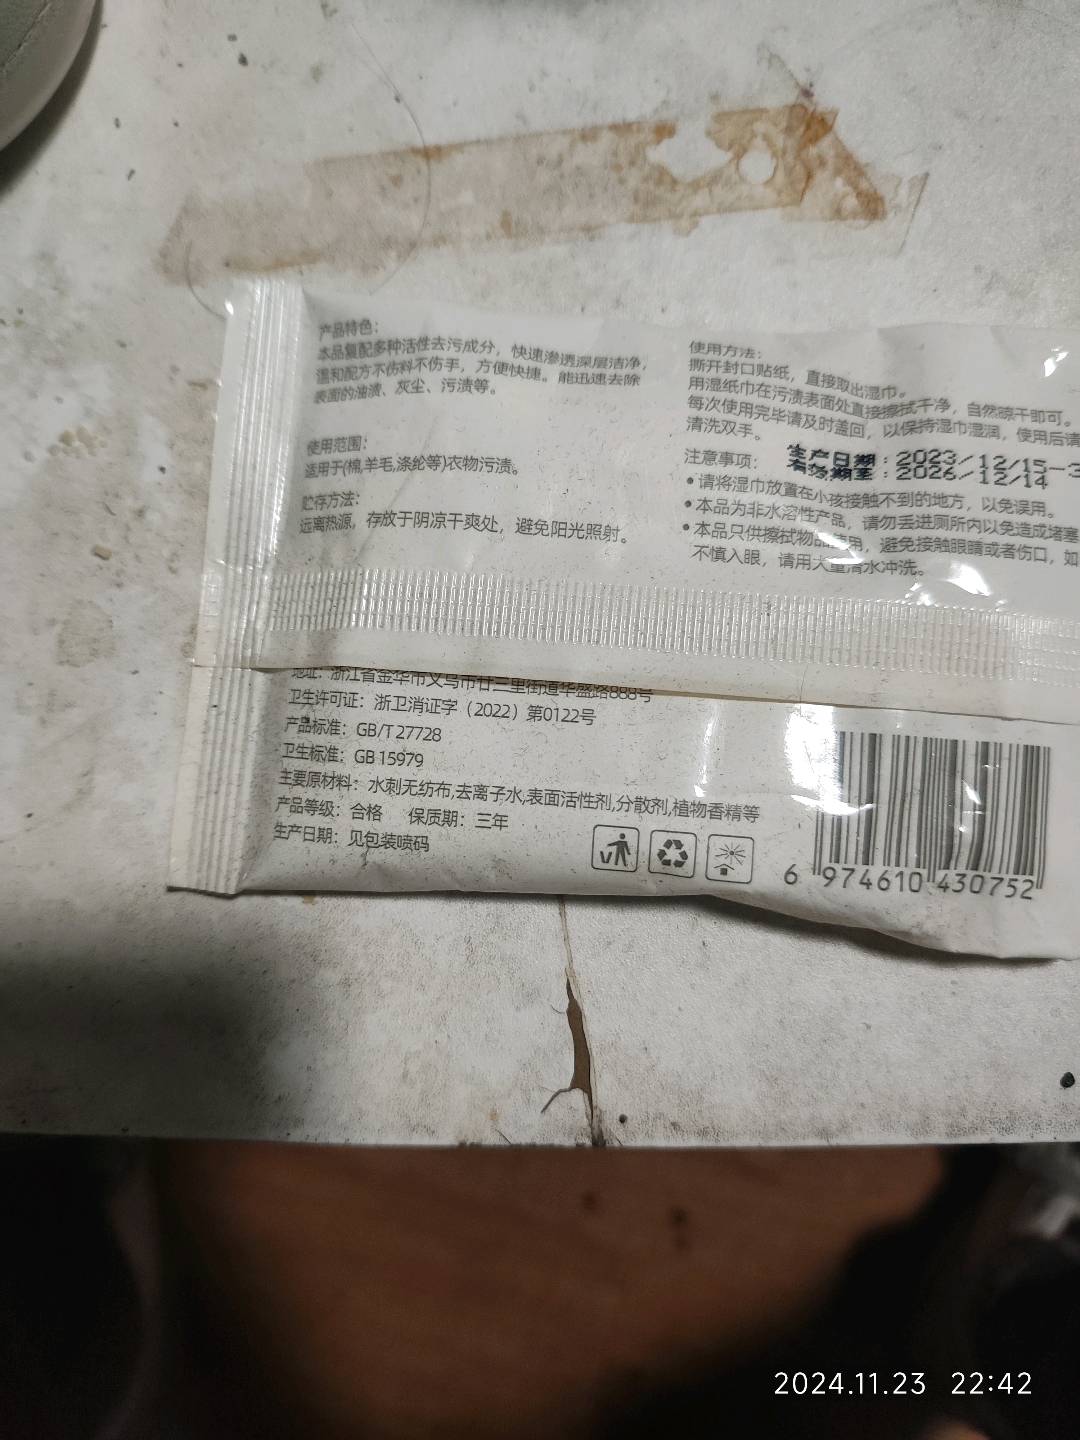 产品特色：
本品复配多种活性去污成分，快速渗透深层洁净，
温和配方不伤料不伤手，方便快捷。能迅速去除
表面的油渍、灰尘、污渍等。
使用范围：
适用于(棉,羊毛,涤纶等)衣物污渍。
贮存方法：
远离热源，存放于阴凉干爽处，避免阳光照射。
使用方法：
撕开封口贴纸，直接取出湿巾。
用湿纸巾在污渍表面处直接擦拭干净，自然晾干即可。
每次使用完毕请及时盖回，以保持湿巾湿润，使用后请
清洗双手。
注意事项：
生产日期：2023/12/15-3
有效期至：2026/12/14
•请将湿巾放置在小孩接触不到的地方，以免误用。
•本品为非水溶性产品，请勿丢进厕所内以免造成堵塞
•本品只供擦拭物品使用，避免接触眼睛或者伤口，如
不慎入眼，请用大量清水冲洗。
地址：浙江省金华市义乌市廿三里街道华盛路888号
卫生许可证：浙卫消证字（2022）第0122号
产品标准：GB/T 27728
卫生标准：GB 15979
主要原材料：水刺无纺布,去离子水,表面活性剂,分散剂,植物香精等
产品等级：合格 保质期：三年
生产日期：见包装喷码
6 974610 430752
2024.11.23 22:42